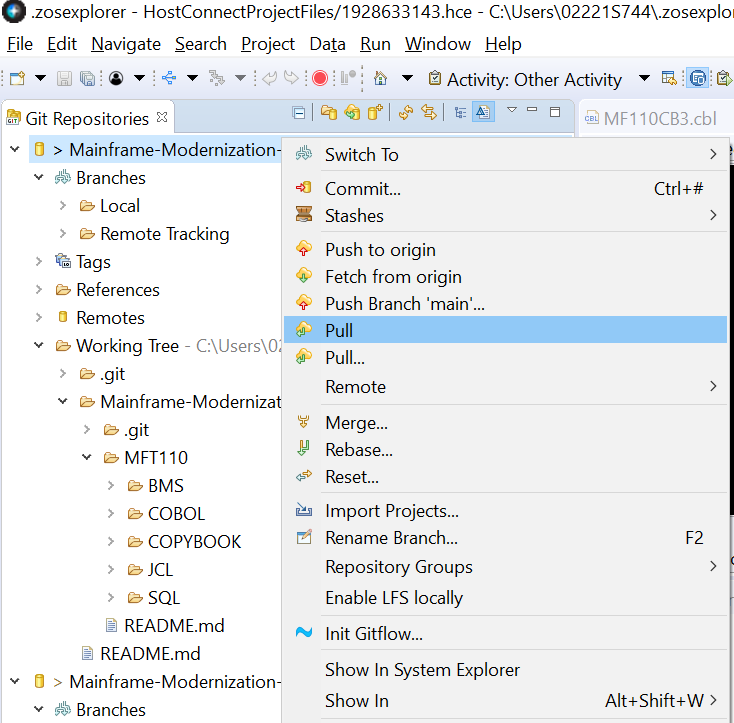 .zosexplorer - HostConnectProjectFiles/1928633143.hce - C:\Users\02221S744\.zosexplor
File Edit Navigate Search Project Data Run Window Help
Activity: Other Activity
Git Repositories
MF110CB3.cbl
> Mainframe-Modernization-
Branches
Local
Remote Tracking
Tags
References
Remotes
Working Tree - C:\Users\02
.git
Mainframe-Modernizat
.git
MFT110
BMS
COBOL
COPYBOOK
JCL
SQL
README.md
README.md
> Mainframe-Modernization-
Branches
Switch To
Commit... Ctrl+#
Stashes
Push to origin
Fetch from origin
Push Branch 'main'...
Pull
Pull...
Remote
Merge...
Rebase...
Reset...
Import Projects...
Rename Branch... F2
Repository Groups
Enable LFS locally
Init Gitflow...
Show In System Explorer
Show In Alt+Shift+W